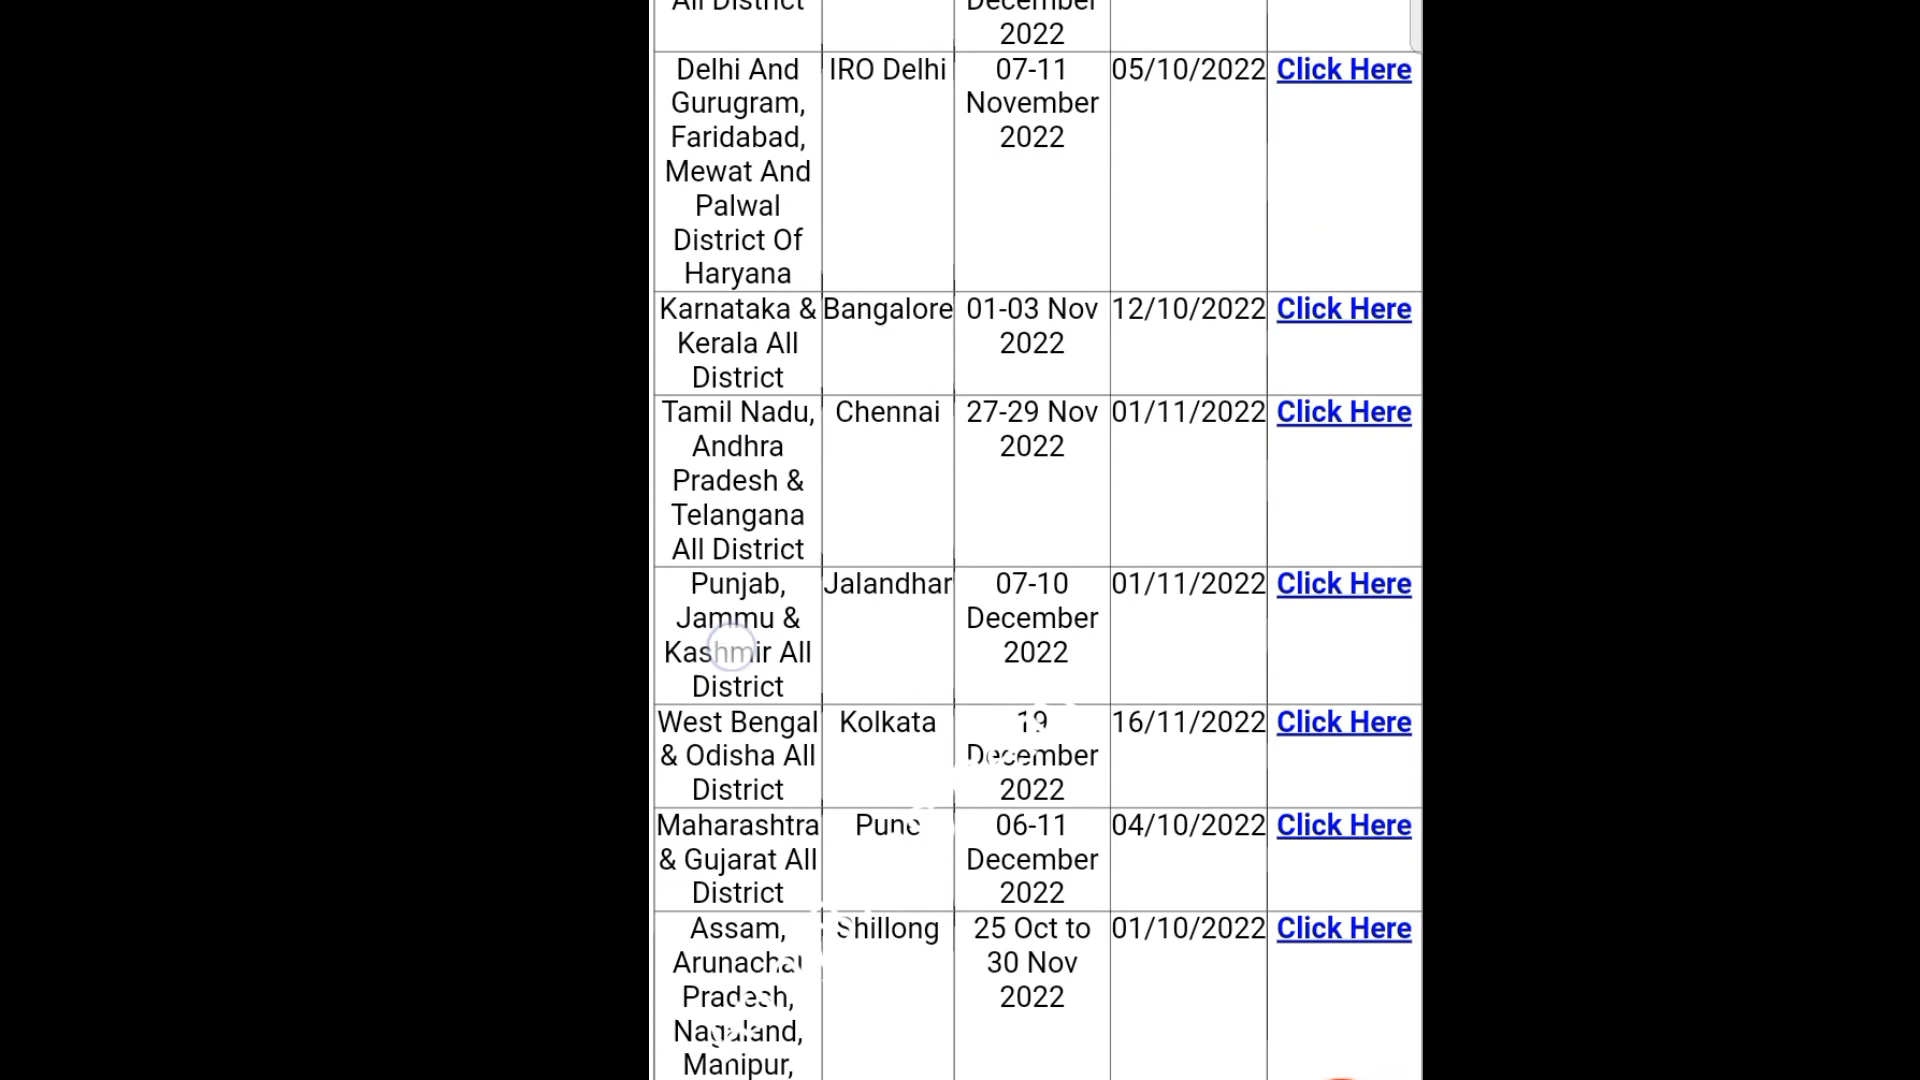 All District
December
2022
Delhi And
Gurugram,
Faridabad,
Mewat And
Palwal
District Of
Haryana
IRO Delhi
07-11
November
2022
05/10/2022
Click Here
Karnataka &
Kerala All
District
Bangalore
01-03 Nov
2022
12/10/2022
Click Here
Tamil Nadu,
Andhra
Pradesh &
Telangana
All District
Chennai
27-29 Nov
2022
01/11/2022
Click Here
Punjab,
Jammu &
Kashmir All
District
Jalandhar
07-10
December
2022
01/11/2022
Click Here
West Bengal
& Odisha All
District
Kolkata
19
December
2022
16/11/2022
Click Here
Maharashtra
& Gujarat All
District
Pune
06-11
December
2022
04/10/2022
Click Here
Assam,
Arunachal
Pradesh,
Nagaland,
Manipur,
Shillong
25 Oct to
30 Nov
2022
01/10/2022
Click Here